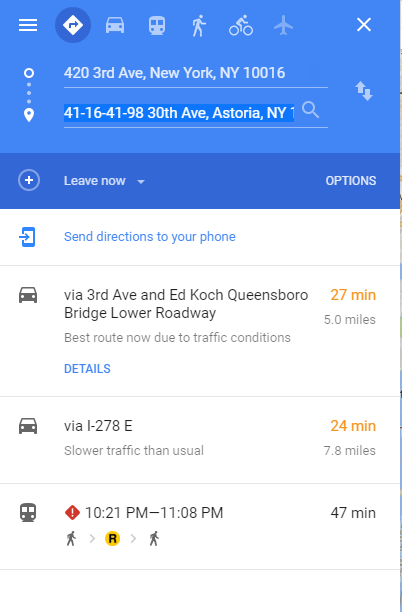 420 3rd Ave, New York, NY 10016
41-16-41-98 30th Ave, Astoria, NY 1
Leave now
OPTIONS
Send directions to your phone
via 3rd Ave and Ed Koch Queensboro
Bridge Lower Roadway
27 min
5.0 miles
Best route now due to traffic conditions
DETAILS
via I-278 E
24 min
Slower traffic than usual
7.8 miles
10:21 PM—11:08 PM
47 min
R